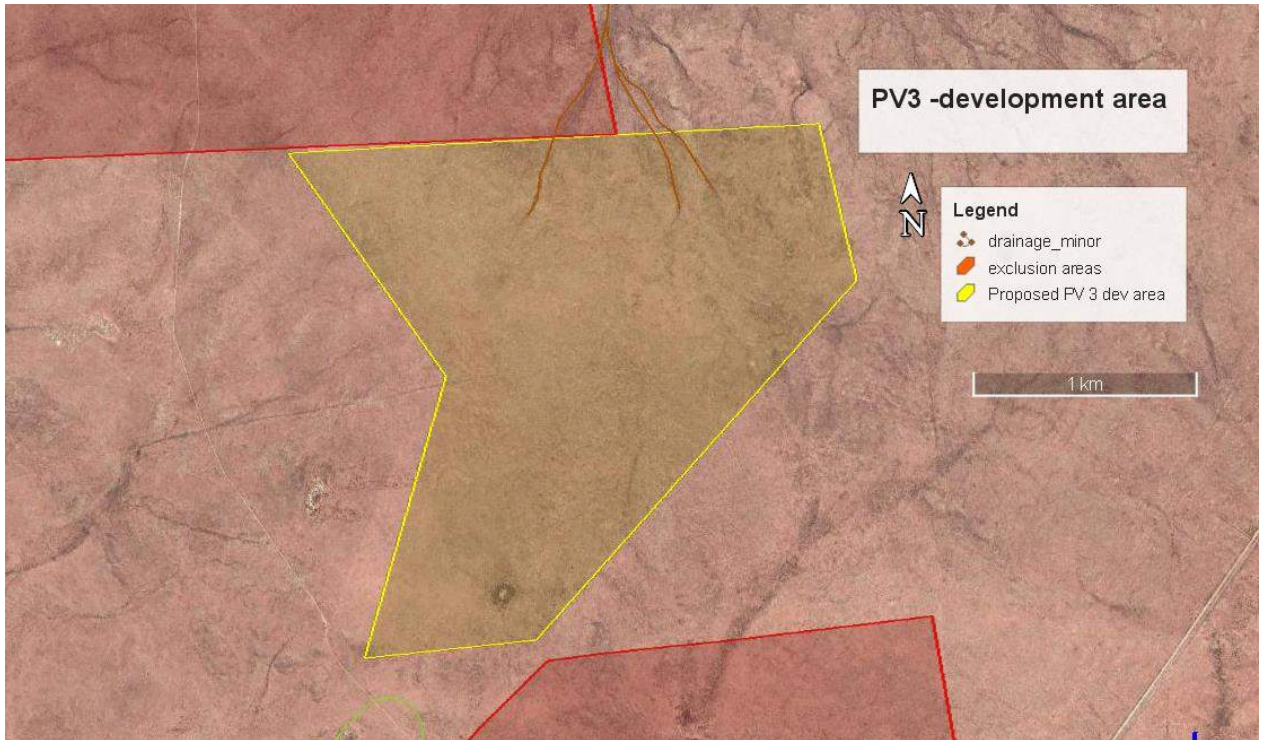 PV3 -development area
N
Legend
drainage_minor
exclusion areas
Proposed PV 3 dev area
1 km